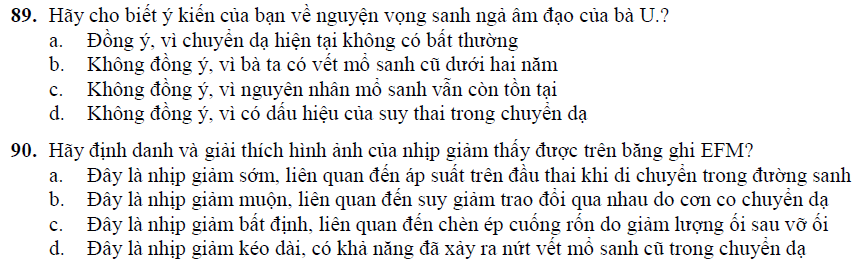 89. Hãy cho biết ý kiến của bạn về nguyện vọng sanh ngả âm đạo của bà U.?
a. Đồng ý, vì chuyển dạ hiện tại không có bất thường
b. Không đồng ý, vì bà ta có vết mổ sanh cũ dưới hai năm
c. Không đồng ý, vì nguyên nhân mổ sanh vẫn còn tồn tại
d. Không đồng ý, vì có dấu hiệu của suy thai trong chuyển dạ
90. Hãy định danh và giải thích hình ảnh của nhịp giảm thấy được trên băng ghi EFM?
a. Đây là nhịp giảm sớm, liên quan đến áp suất trên đầu thai khi di chuyển trong đường sanh
b. Đây là nhịp giảm muộn, liên quan đến suy giảm trao đổi qua nhau do cơn co chuyển dạ
c. Đây là nhịp giảm bất định, liên quan đến chèn ép cuống rốn do giảm lượng ối sau vỡ ối
d. Đây là nhịp giảm kéo dài, có khả năng đã xảy ra nứt vết mổ sanh cũ trong chuyển dạ